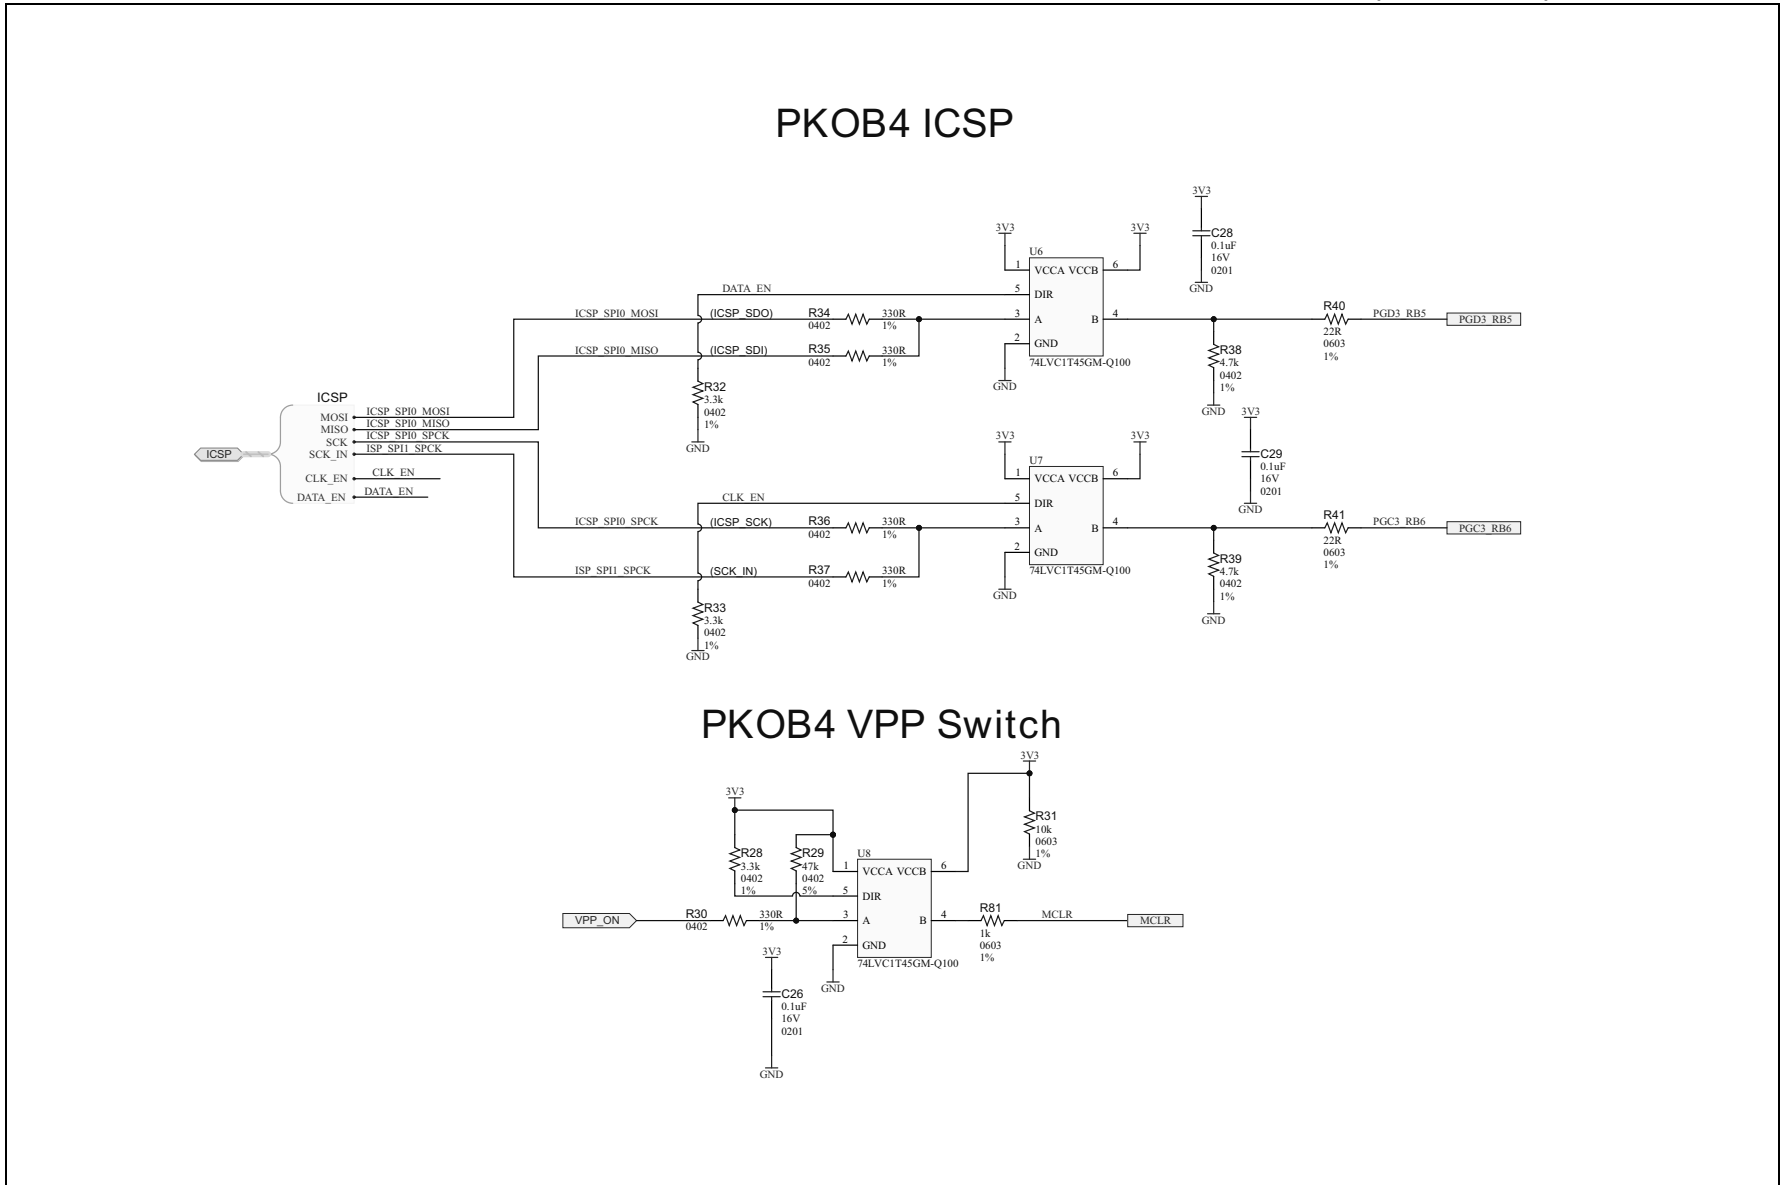 PKOB4 ICSP
3V3
C28
0.1uF
16V
0201
GND
3V3
3V3
U6
1
VCCA VCCB
6
DATA_EN
5
DIR
ICSP_SPI0_MOSI
(ICSP_SDO)
R34
0402
330R
1%
3
A
B
4
R40
22R
0603
1%
PGD3_RB5
PGD3_RB5
ICSP_SPI0_MISO
(ICSP_SDI)
R35
0402
330R
1%
2
GND
74LVC1T45GM-Q100
GND
R38
4.7k
0402
1%
GND
R32
3.3k
0402
1%
GND
ICSP
ICSP
MOSI
ICSP_SPI0_MOSI
MISO
ICSP_SPI0_MISO
SCK
ICSP_SPI0_SPCK
SCK_IN
ISP_SPI1_SPCK
CLK_EN
CLK_EN
DATA_EN
DATA_EN
3V3
C29
0.1uF
16V
0201
GND
3V3
3V3
U7
1
VCCA VCCB
6
CLK_EN
5
DIR
ICSP_SPI0_SPCK
(ICSP_SCK)
R36
0402
330R
1%
3
A
B
4
R41
22R
0603
1%
PGC3_RB6
PGC3_RB6
2
GND
74LVC1T45GM-Q100
GND
ISP_SPI1_SPCK
(SCK_IN)
R37
0402
330R
1%
R39
4.7k
0402
1%
GND
R33
3.3k
0402
1%
GND
PKOB4 VPP Switch
3V3
R31
10k
0603
1%
GND
3V3
R28
3.3k
0402
1%
R29
47k
0402
5%
U8
1
VCCA VCCB
6
5
DIR
VPP_ON
R30
0402
330R
1%
3
A
B
4
R81
1k
0603
1%
MCLR
MCLR
2
GND
74LVC1T45GM-Q100
GND
3V3
C26
0.1uF
16V
0201
GND